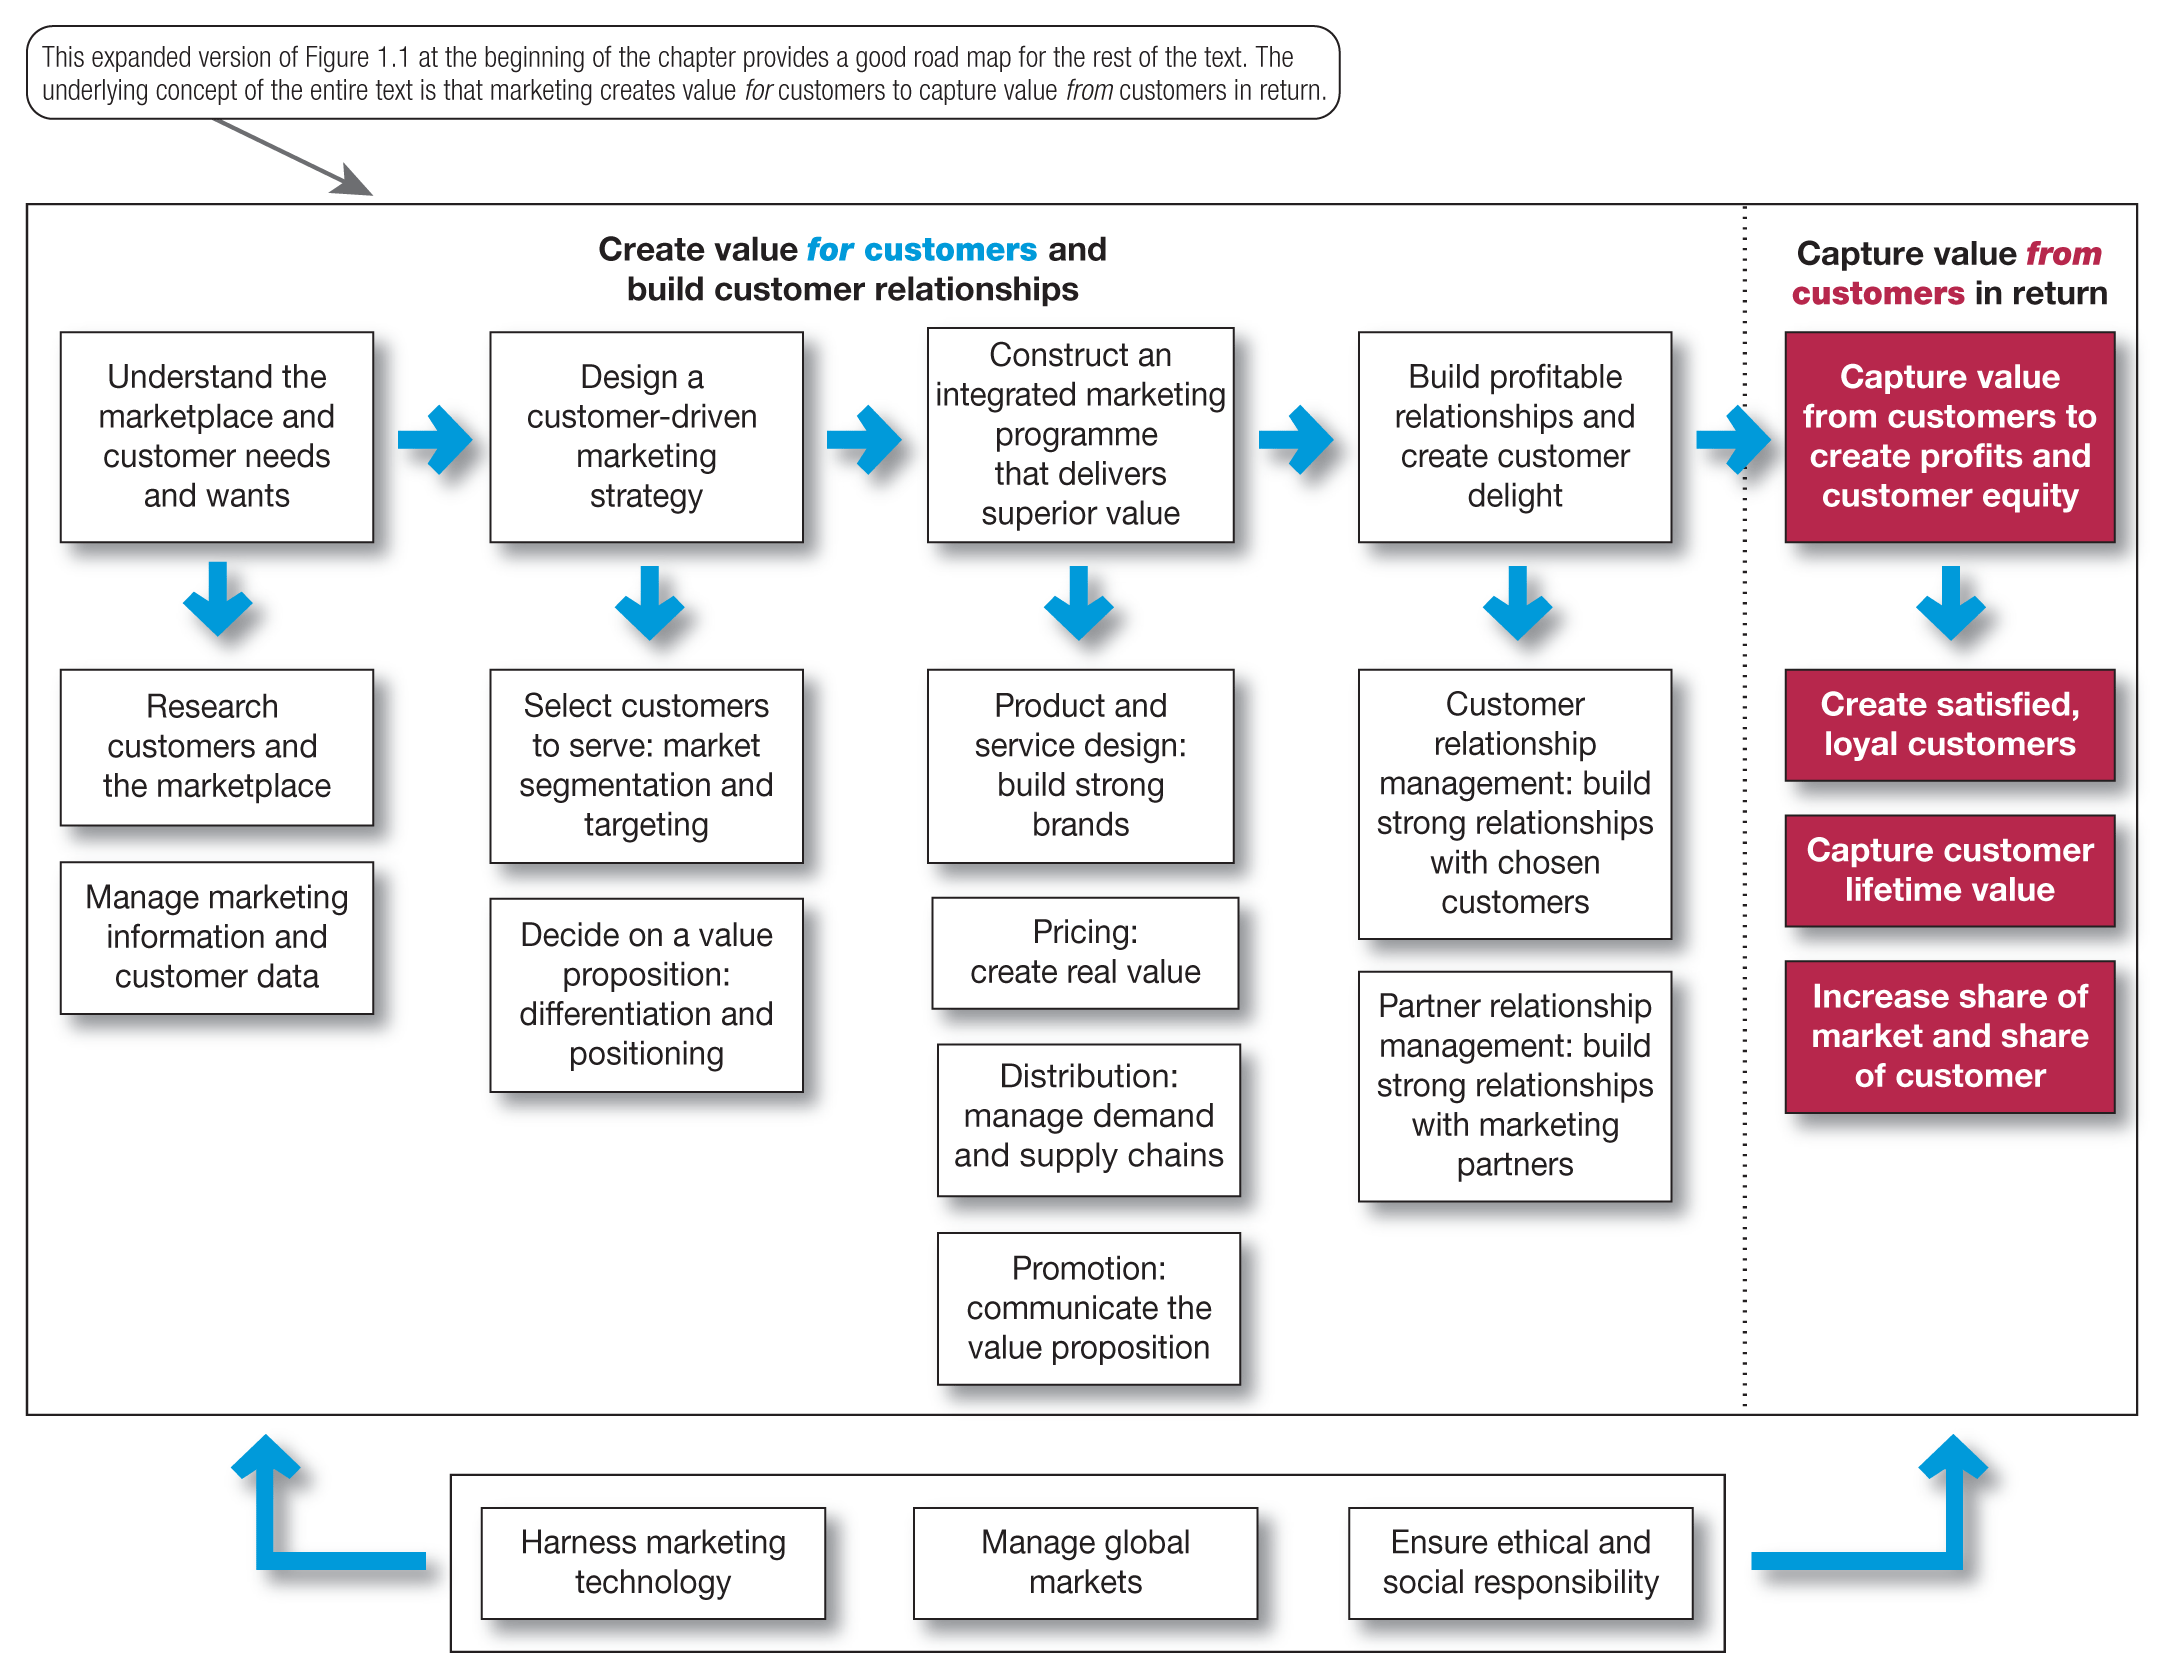 This expanded version of Figure 1.1 at the beginning of the chapter provides a good road map for the rest of the text. The
underlying concept of the entire text is that marketing creates value for customers to capture value from customers in return.
Create value for customers and
build customer relationships
Capture value from
customers in return
Understand the
marketplace and
customer needs
and wants
Design a
customer-driven
marketing
strategy
Construct an
integrated marketing
programme
that delivers
superior value
Build profitable
relationships and
create customer
delight
Capture value
from customers to
create profits and
customer equity
Research
customers and
the marketplace
Manage marketing
information and
customer data
Select customers
to serve: market
segmentation and
targeting
Decide on a value
proposition:
differentiation and
positioning
Product and
service design:
build strong
brands
Pricing:
create real value
Distribution:
manage demand
and supply chains
Promotion:
communicate the
value proposition
Customer
relationship
management: build
strong relationships
with chosen
customers
Partner relationship
management: build
strong relationships
with marketing
partners
Create satisfied,
loyal customers
Capture customer
lifetime value
Increase share of
market and share
of customer
Harness marketing
technology
Manage global
markets
Ensure ethical and
social responsibility